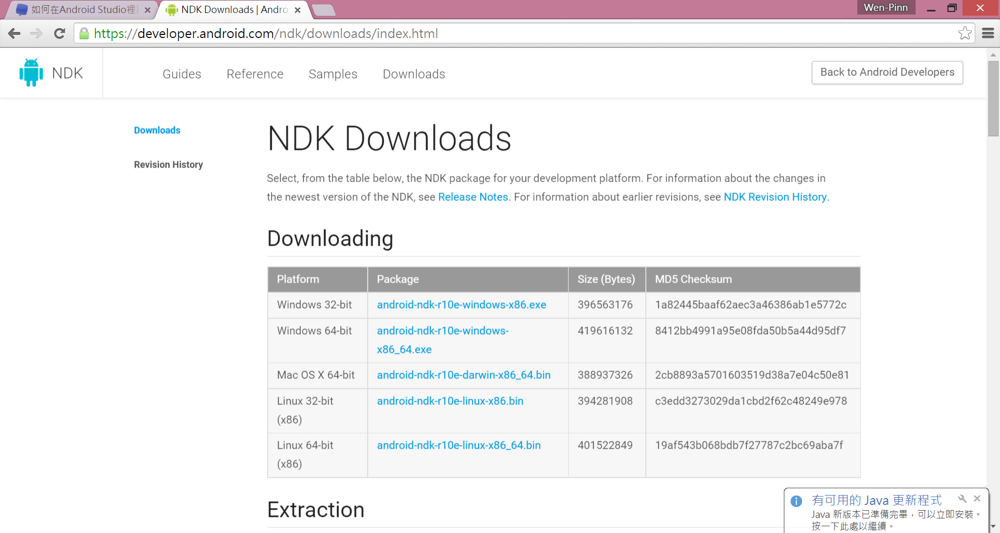 如何在Android Studio裡
NDK Downloads | Andro
Wen-Pinn
https://developer.android.com/ndk/downloads/index.html
NDK
Guides
Reference
Samples
Downloads
Back to Android Developers
Downloads
Revision History
NDK Downloads
Select, from the table below, the NDK package for your development platform. For information about the changes in
the newest version of the NDK, see Release Notes. For information about earlier revisions, see NDK Revision History.
Downloading
Platform Package Size (Bytes) MD5 Checksum
Windows 32-bit android-ndk-r10e-windows-x86.exe 396563176 1a82445baaf62aec3a46386ab1e5772c
Windows 64-bit android-ndk-r10e-windows- 419616132 8412bb4991a95e08fda50b5a44d95df7
x86_64.exe
Mac OS X 64-bit android-ndk-r10e-darwin-x86_64.bin 388937326 2cb8893a5701603519d38a7e04c50e81
Linux 32-bit android-ndk-r10e-linux-x86.bin 394281908 c3edd3273029da1cbd2f62c48249e978
(x86)
Linux 64-bit android-ndk-r10e-linux-x86_64.bin 401522849 19af543b068bdb7f27787c2bc69aba7f
(x86)
Extraction
有可用的 Java 更新程式
Java 新版本已準備完畢，可以立即安裝。
按一下此處以繼續。